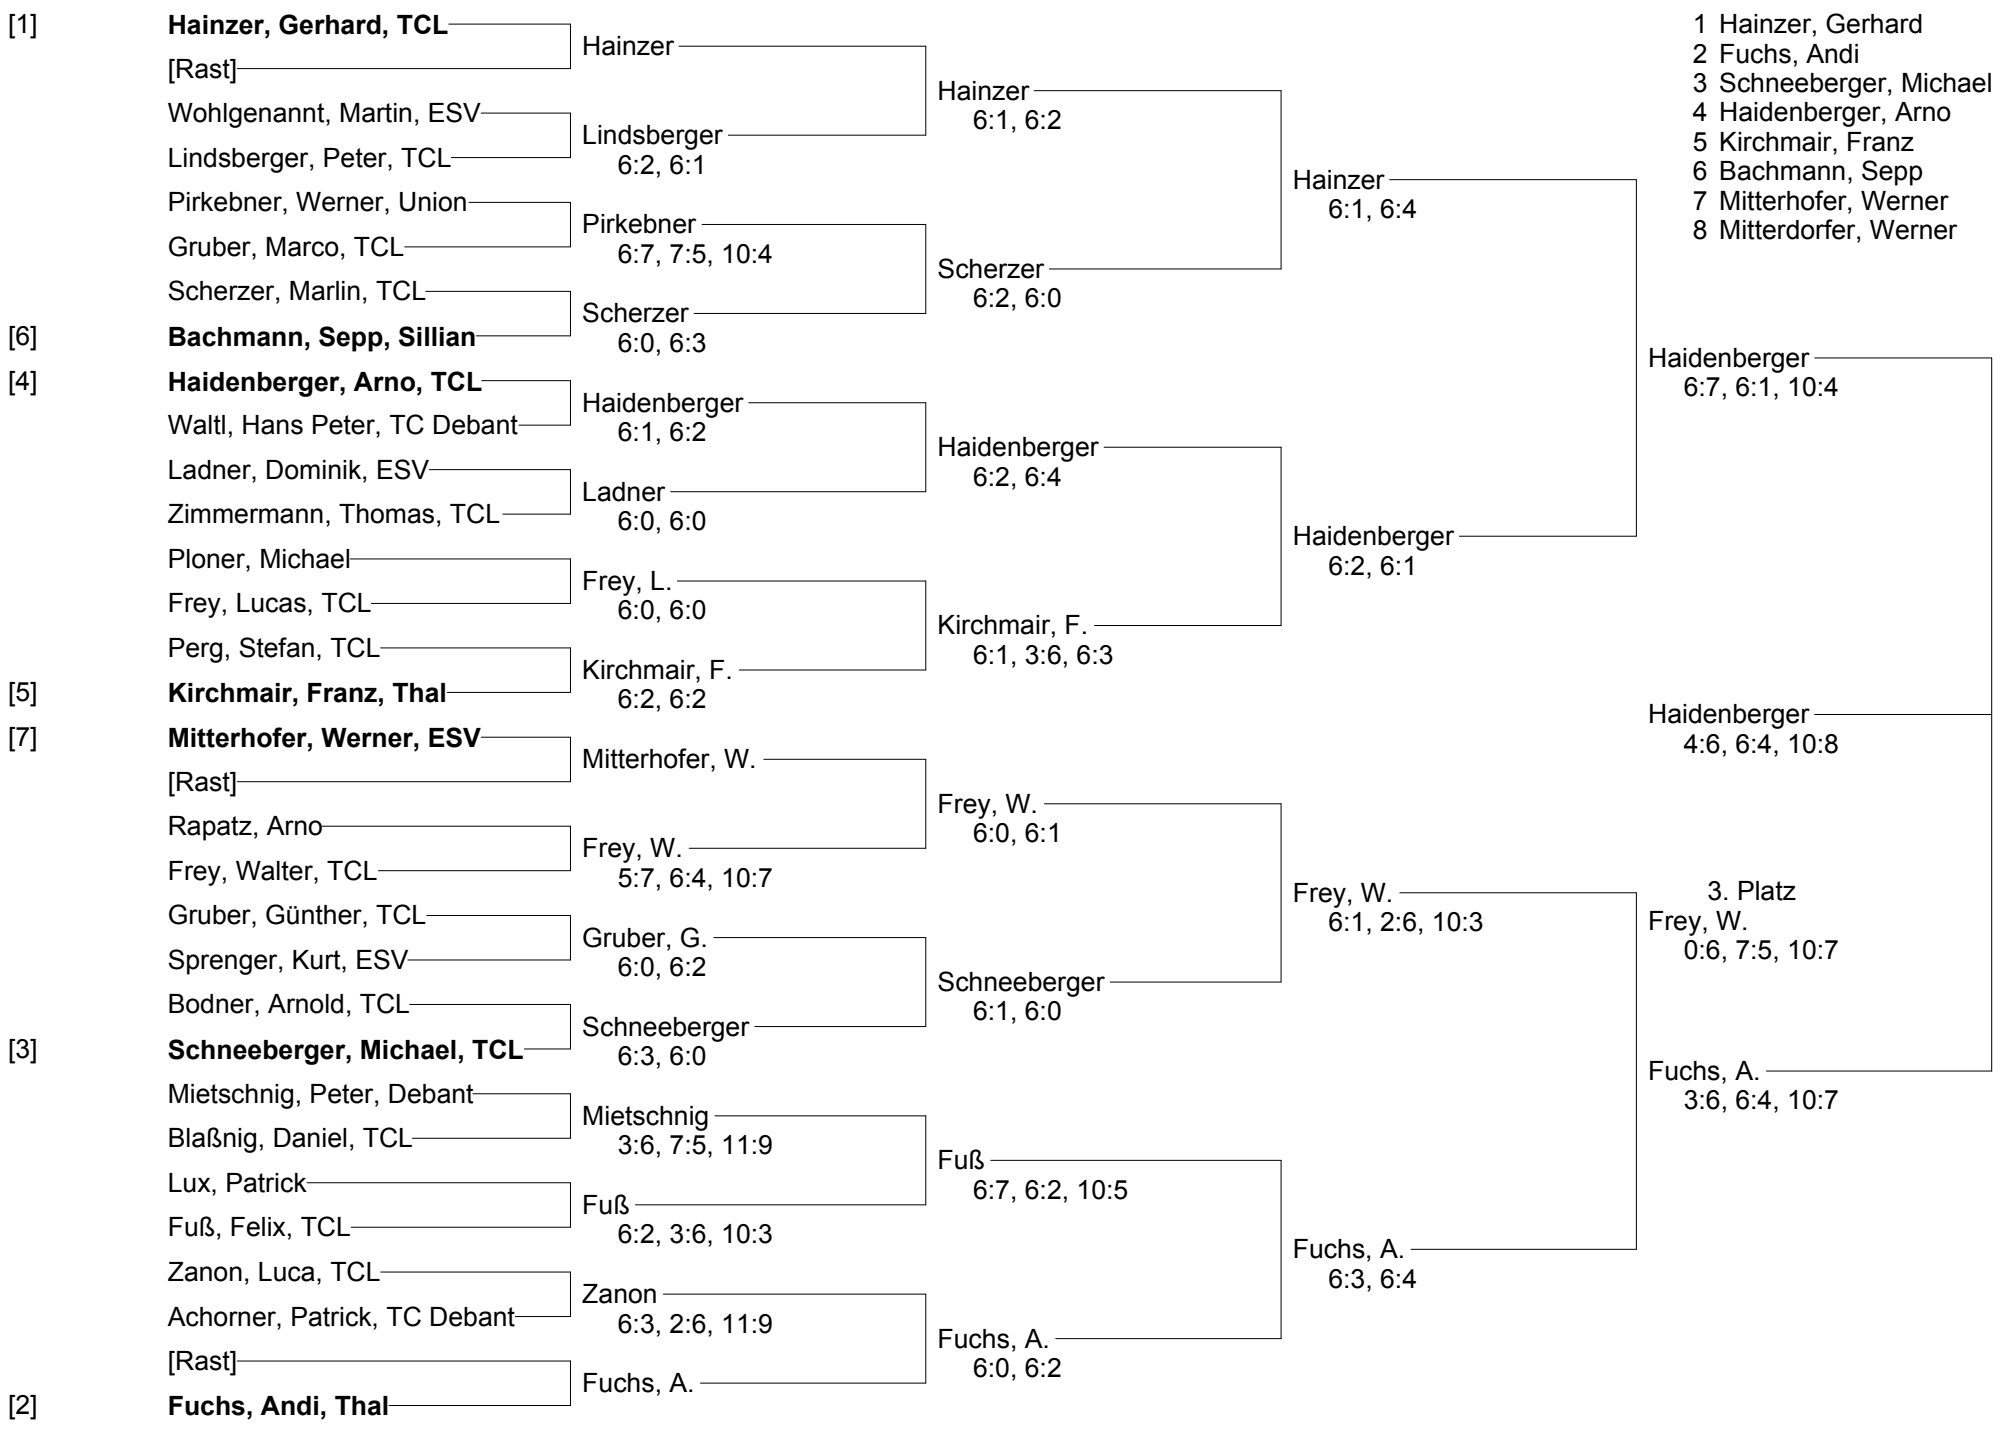 [1] Hainzer, Gerhard, TCL
[Rast]
Wohlgenannt, Martin, ESV
Lindsberger, Peter, TCL
Pirkebner, Werner, Union
Gruber, Marco, TCL
Scherzer, Marlin, TCL
[6] Bachmann, Sepp, Sillian
[4] Haidenberger, Arno, TCL
Waltl, Hans Peter, TC Debant
Ladner, Dominik, ESV
Zimmermann, Thomas, TCL
Ploner, Michael
Frey, Lucas, TCL
Perg, Stefan, TCL
[5] Kirchmair, Franz, Thal
[7] Mitterhofer, Werner, ESV
[Rast]
Rapatz, Arno
Frey, Walter, TCL
Gruber, Günther, TCL
Sprenger, Kurt, ESV
Bodner, Arnold, TCL
[3] Schneeberger, Michael, TCL
Mietschnig, Peter, Debant
Blaßnig, Daniel, TCL
Lux, Patrick
Fuß, Felix, TCL
Zanon, Luca, TCL
Achorner, Patrick, TC Debant
[Rast]
[2] Fuchs, Andi, Thal
Hainzer
Lindsberger
6:2, 6:1
Pirkebner
6:7, 7:5, 10:4
Scherzer
6:0, 6:3
Haidenberger
6:1, 6:2
Ladner
6:0, 6:0
Frey, L.
6:0, 6:0
Kirchmair, F.
6:2, 6:2
Mitterhofer, W.
Frey, W.
5:7, 6:4, 10:7
Gruber, G.
6:0, 6:2
Schneeberger
6:3, 6:0
Mietschnig
3:6, 7:5, 11:9
Fuß
6:2, 3:6, 10:3
Zanon
6:3, 2:6, 11:9
Fuchs, A.
Hainzer
6:1, 6:2
Scherzer
6:2, 6:0
Haidenberger
6:2, 6:4
Kirchmair, F.
6:1, 3:6, 6:3
Frey, W.
6:0, 6:1
Schneeberger
6:1, 6:0
Fuß
6:7, 6:2, 10:5
Fuchs, A.
6:0, 6:2
Hainzer
6:1, 6:4
Haidenberger
6:2, 6:1
Frey, W.
6:1, 2:6, 10:3
Fuchs, A.
6:3, 6:4
1 Hainzer, Gerhard
2 Fuchs, Andi
3 Schneeberger, Michael
4 Haidenberger, Arno
5 Kirchmair, Franz
6 Bachmann, Sepp
7 Mitterhofer, Werner
8 Mitterdorfer, Werner
Haidenberger
6:7, 6:1, 10:4
Haidenberger
4:6, 6:4, 10:8
3. Platz
Frey, W.
0:6, 7:5, 10:7
Fuchs, A.
3:6, 6:4, 10:7